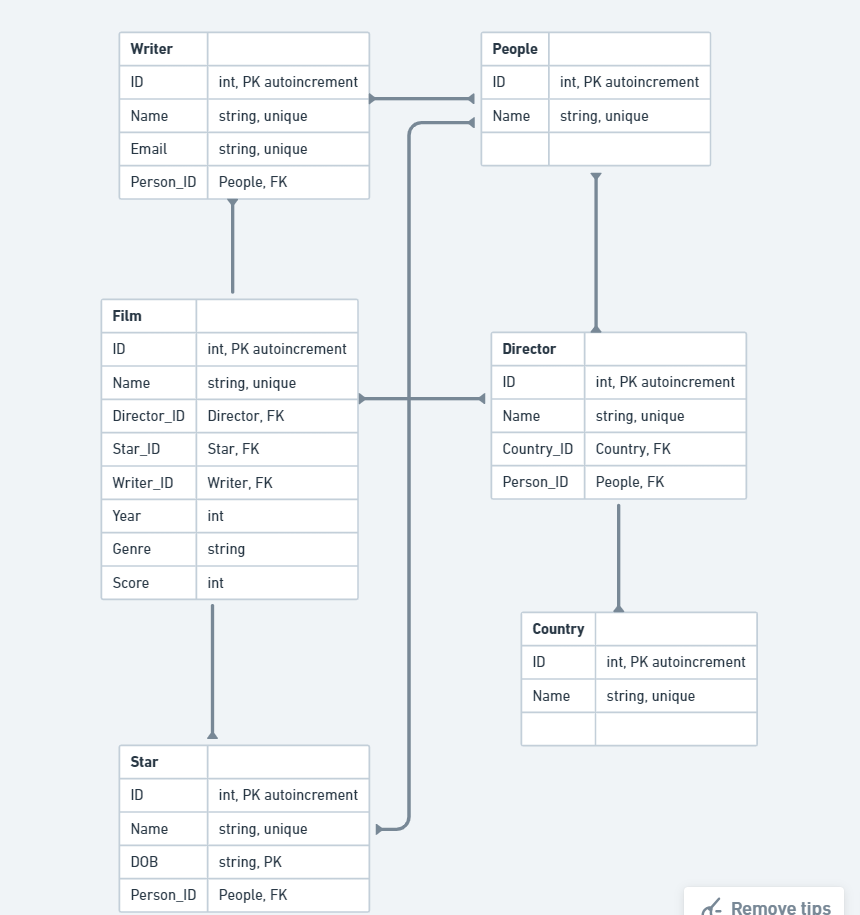 Writer
ID int, PK autoincrement
Name string, unique
Email string, unique
Person_ID People, FK
People
ID int, PK autoincrement
Name string, unique
Film
ID int, PK autoincrement
Name string, unique
Director_ID Director, FK
Star_ID Star, FK
Writer_ID Writer, FK
Year int
Genre string
Score int
Director
ID int, PK autoincrement
Name string, unique
Country_ID Country, FK
Person_ID People, FK
Country
ID int, PK autoincrement
Name string, unique
Star
ID int, PK autoincrement
Name string, unique
DOB string, PK
Person_ID People, FK
Remove tips